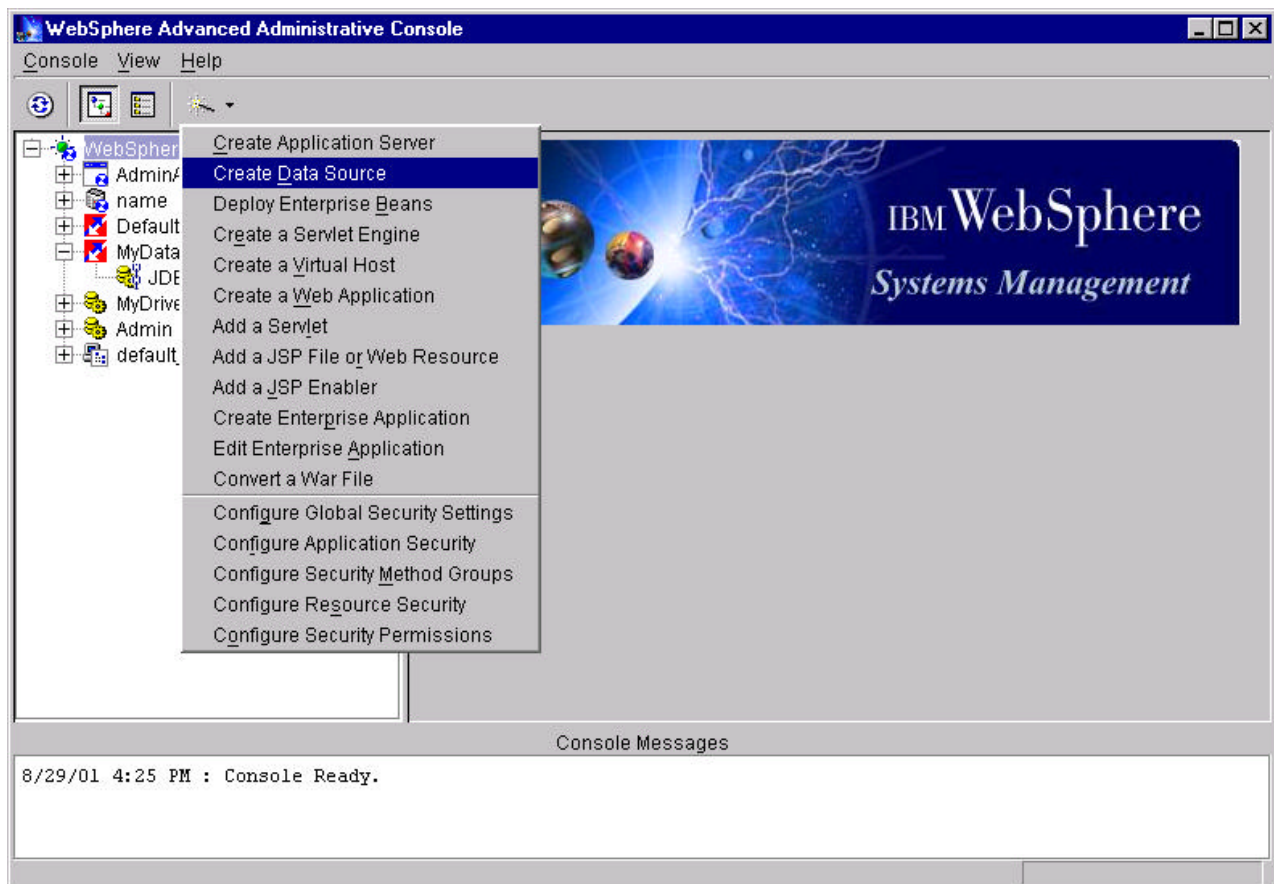 WebSphere Advanced Administrative Console
Console View Help
WebSpher
AdminA
name
Default
MyData
JDB
MyDrive
Admin
default_
Create Application Server
Create Data Source
Deploy Enterprise Beans
Create a Servlet Engine
Create a Virtual Host
Create a Web Application
Add a Servlet
Add a JSP File or Web Resource
Add a JSP Enabler
Create Enterprise Application
Edit Enterprise Application
Convert a War File
Configure Global Security Settings
Configure Application Security
Configure Security Method Groups
Configure Resource Security
Configure Security Permissions
IBM WebSphere
Systems Management
Console Messages
8/29/01 4:25 PM : Console Ready.